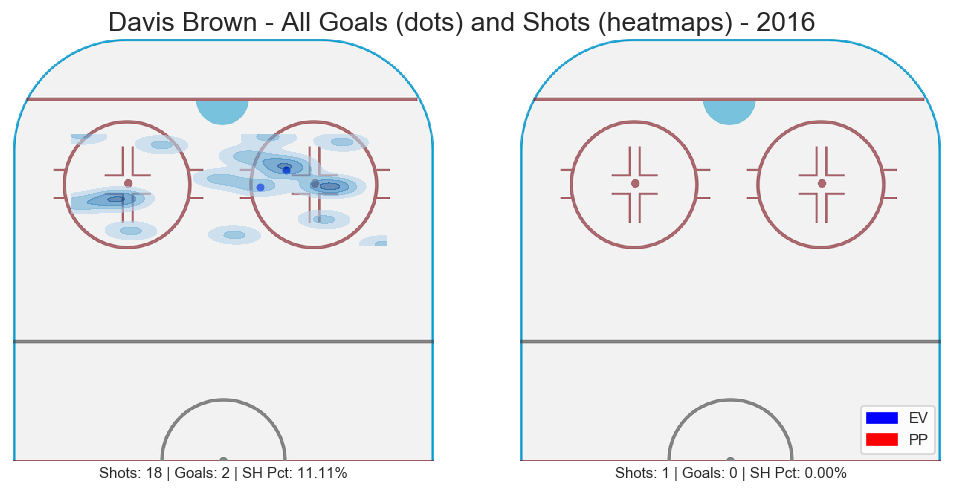 Davis Brown - All Goals (dots) and Shots (heatmaps) - 2016
EV
PP
Shots: 18 | Goals: 2 | SH Pct: 11.11%
Shots: 1 | Goals: 0 | SH Pct: 0.00%